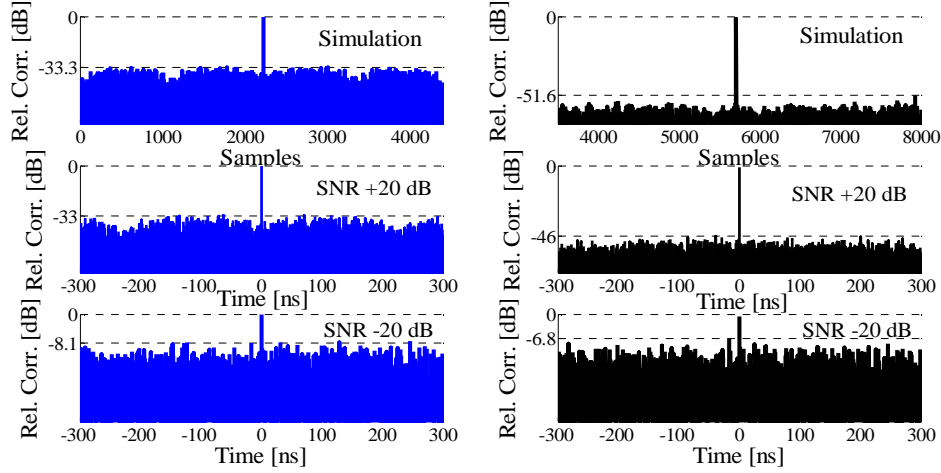 0
Simulation
-33.3
Rel. Corr. [dB]
0 1000 2000 3000 4000
Samples
0
Simulation
-51.6
Rel. Corr. [dB]
4000 5000 6000 7000 8000
Samples
0
SNR +20 dB
-33
Rel. Corr. [dB]
-300 -200 -100 0 100 200 300
Time [ns]
0
SNR +20 dB
-46
Rel. Corr. [dB]
-300 -200 -100 0 100 200 300
Time [ns]
0
SNR -20 dB
-8.1
Rel. Corr. [dB]
-300 -200 -100 0 100 200 300
Time [ns]
0
SNR -20 dB
-6.8
Rel. Corr. [dB]
-300 -200 -100 0 100 200 300
Time [ns]